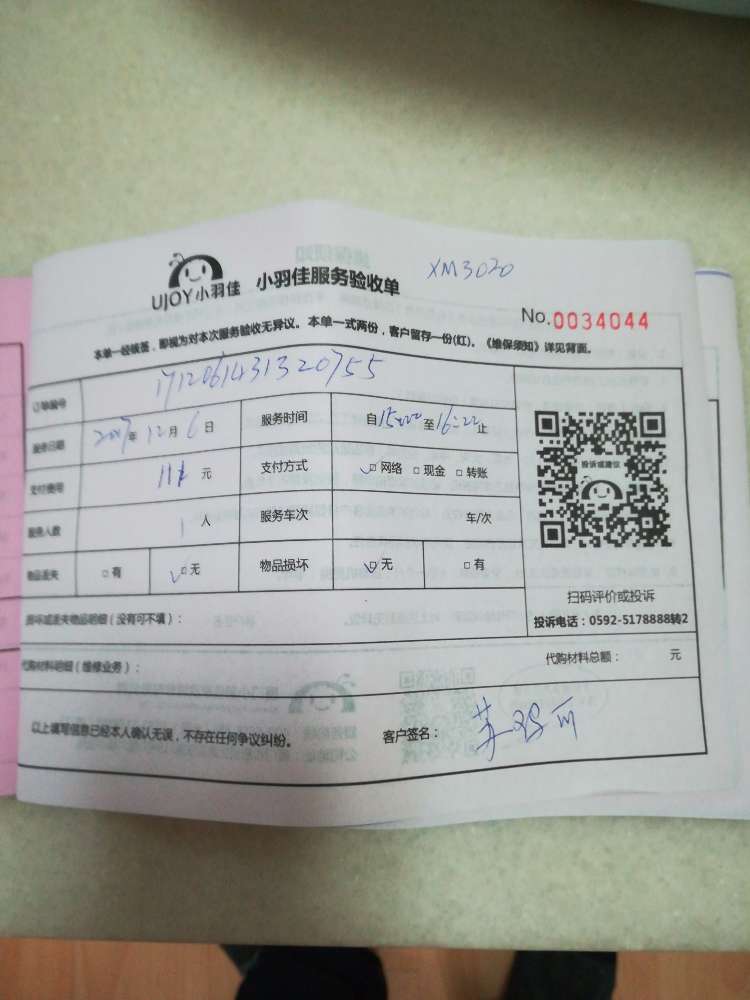 UJOY小羽佳 小羽佳服务验收单 XM3020
No.0034044
本单一经核签，即视为对本次服务验收无异议。本单一式两份，客户留存一份(红)。《维保须知》详见背面。
订单编号 1712061431320755
服务日期 2017年12月6日 服务时间 自15:22至16:22止
支付费用 元 支付方式 □网络 □现金 □转账
服务人数 1人 服务车次 车/次
物品丢失 □有 □无 物品损坏 □无 □有
投诉或建议
扫码评价或投诉
投诉电话：0592-5178888转2
损坏或丢失物品明细（没有可不填）：
代购材料明细（维修业务）： 代购材料总额： 元
以上填写信息已经本人确认无误，不存在任何争议纠纷。 客户签名：